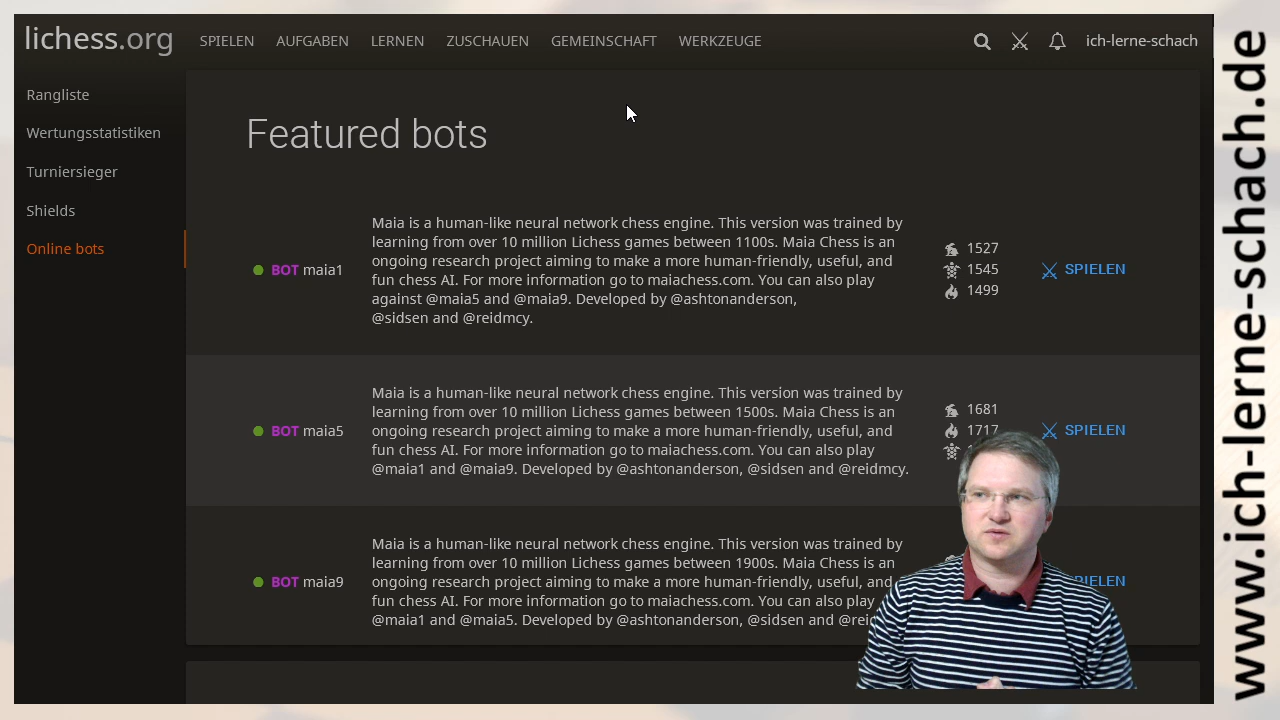 lichess.org SPIELEN AUFGABEN LERNEN ZUSCHAUEN GEMEINSCHAFT WERKZEUGE ich-lerne-schach
Rangliste
Wertungsstatistiken
Turniersieger
Shields
Online bots
Featured bots
BOT maia1
Maia is a human-like neural network chess engine. This version was trained by
learning from over 10 million Lichess games between 1100s. Maia Chess is an
ongoing research project aiming to make a more human-friendly, useful, and
fun chess AI. For more information go to maiachess.com. You can also play
against @maia5 and @maia9. Developed by @ashtonanderson,
@sidsen and @reidmcy.
1527
1545
1499
SPIELEN
BOT maia5
Maia is a human-like neural network chess engine. This version was trained by
learning from over 10 million Lichess games between 1500s. Maia Chess is an
ongoing research project aiming to make a more human-friendly, useful, and
fun chess AI. For more information go to maiachess.com. You can also play
@maia1 and @maia9. Developed by @ashtonanderson, @sidsen and @reidmcy.
1681
1717
SPIELEN
BOT maia9
Maia is a human-like neural network chess engine. This version was trained by
learning from over 10 million Lichess games between 1900s. Maia Chess is an
ongoing research project aiming to make a more human-friendly, useful, and
fun chess AI. For more information go to maiachess.com. You can also play
@maia1 and @maia5. Developed by @ashtonanderson, @sidsen and
www.ich-lerne-schach.de